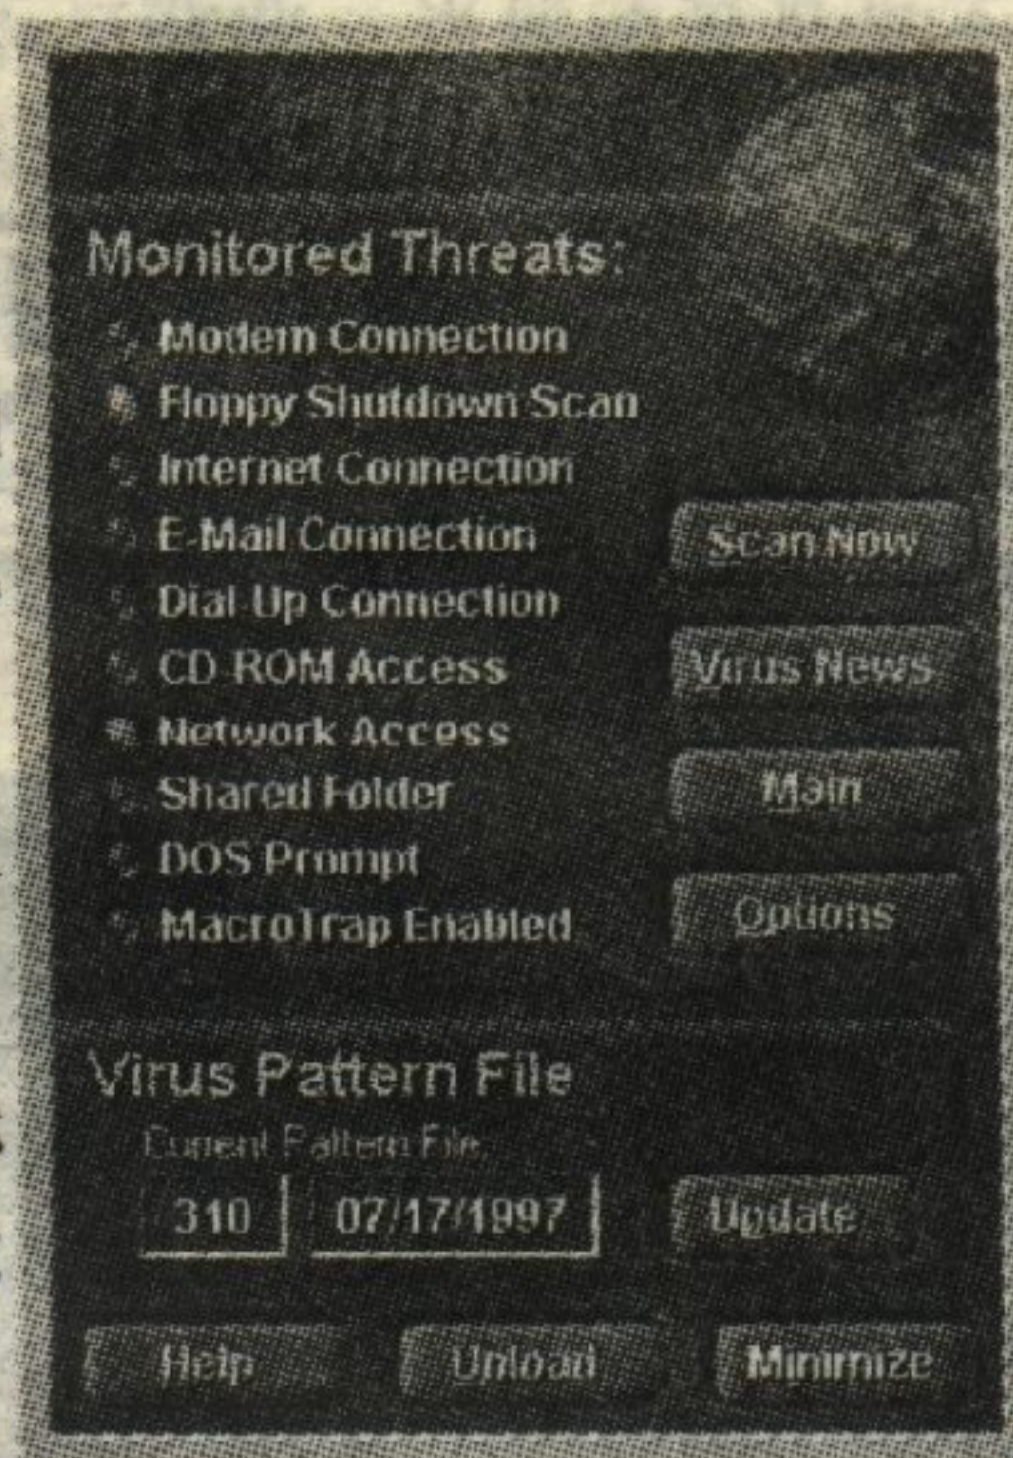 Monitored Threats:
Modem Connection
Floppy Shutdown Scan
Internet Connection
E-Mail Connection
Dial-Up Connection
CD-ROM Access
Network Access
Shared Folder
DOS Prompt
MacroTrap Enabled
Scan Now
Virus News
Main
Options
Virus Pattern File
Current Pattern File:
310
07/17/1997
Update
Help
Unload
Minimize